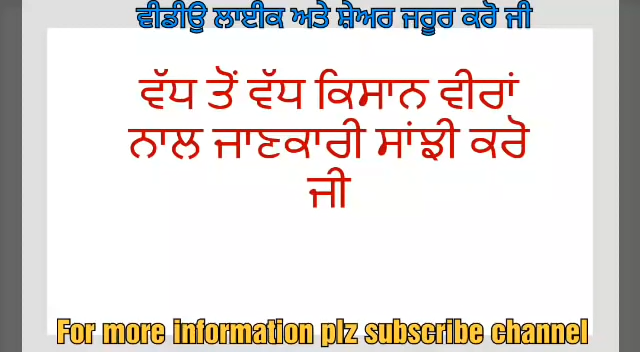 ਵੀਡੀਉ ਲਾਈਕ ਅਤੇ ਸ਼ੇਅਰ ਜਰੂਰ ਕਰੋ ਜੀ
ਵੱਧ ਤੋਂ ਵੱਧ ਕਿਸਾਨ ਵੀਰਾਂ
ਨਾਲ ਜਾਣਕਾਰੀ ਸਾਂਝੀ ਕਰੋ
ਜੀ
For more information plz subscribe channel